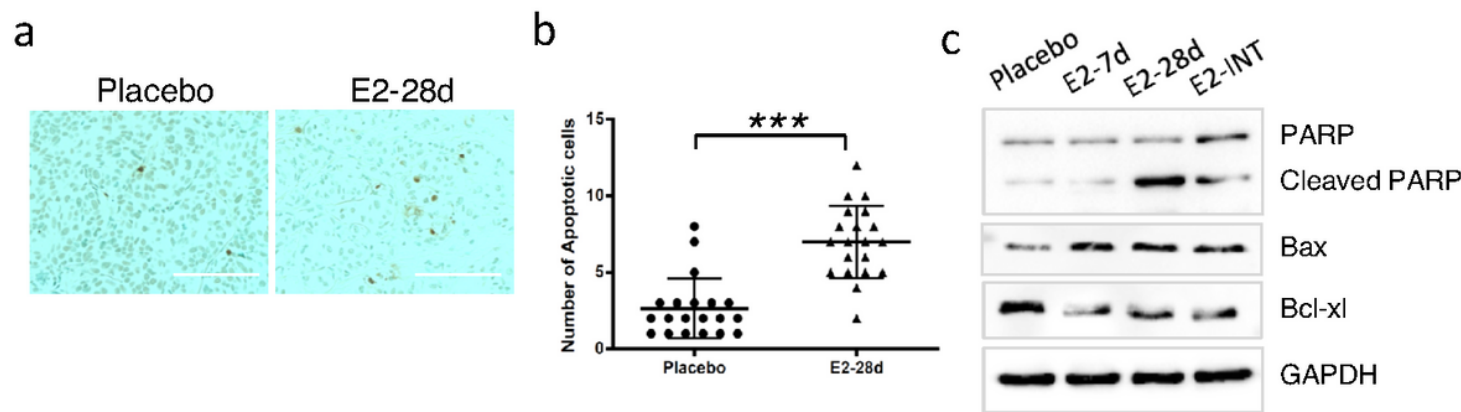 a
Placebo
E2-28d
b
Number of Apoptotic cells
15
10
5
0
***
Placebo
E2-28d
c
Placebo
E2-7d
E2-28d
E2-INT
PARP
Cleaved PARP
Bax
Bcl-xl
GAPDH